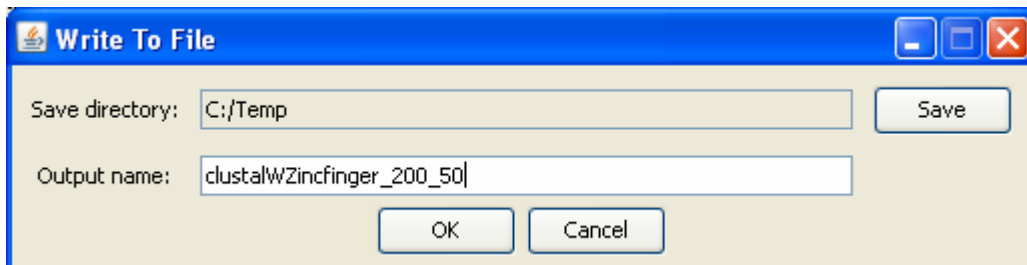 Write To File
Save directory: C:/Temp Save
Output name: clustalWZincfinger_200_50
OK Cancel